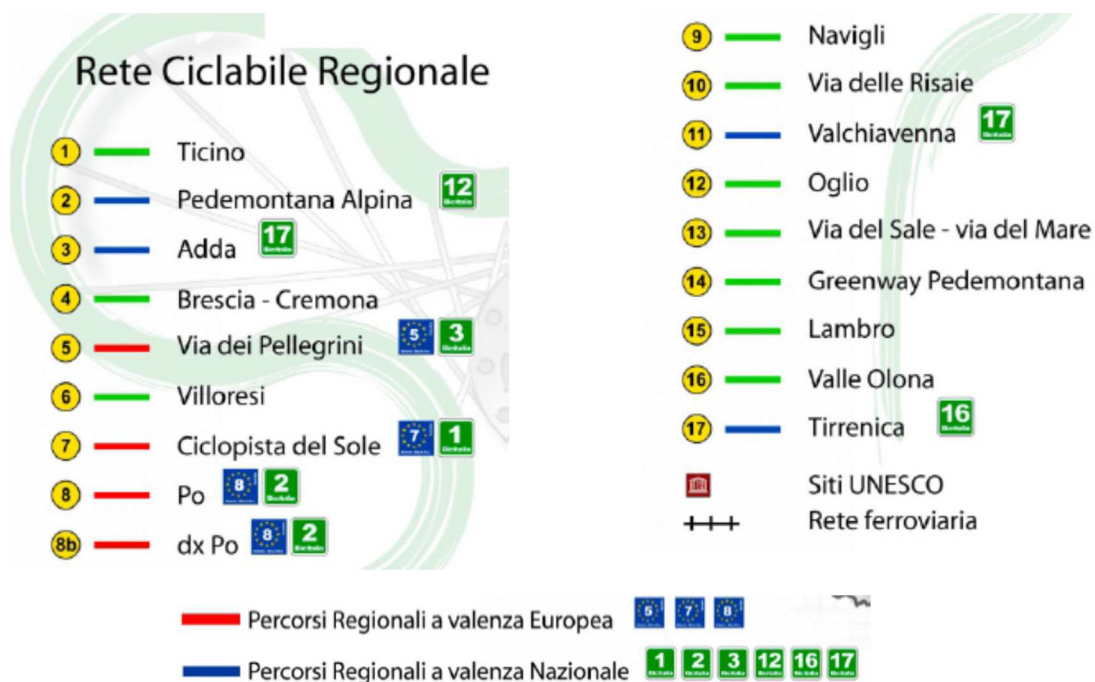 Rete Ciclabile Regionale
1 Ticino
2 Pedemontana Alpina 12
3 Adda 17
4 Brescia - Cremona
5 Via dei Pellegrini 5 3
6 Villoresi
7 Ciclopista del Sole 7 1
8 Po 8 2
8b dx Po 8 2
9 Navigli
10 Via delle Risaie
11 Valchiavenna 17
12 Oglio
13 Via del Sale - via del Mare
14 Greenway Pedemontana
15 Lambro
16 Valle Olona
17 Tirrenica 16
Siti UNESCO
Rete ferroviaria
Percorsi Regionali a valenza Europea 5 7 8
Percorsi Regionali a valenza Nazionale 1 2 3 12 16 17